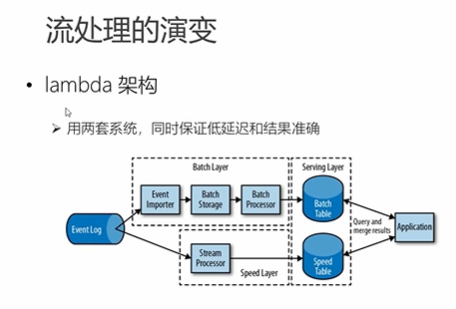 流处理的演变
• lambda 架构
➢ 用两套系统，同时保证低延迟和结果准确
Batch Layer
Serving Layer
Event Importer
Batch Storage
Batch Processor
Batch Table
Event Log
Query and merge results
Application
Stream Processor
Speed Table
Speed Layer